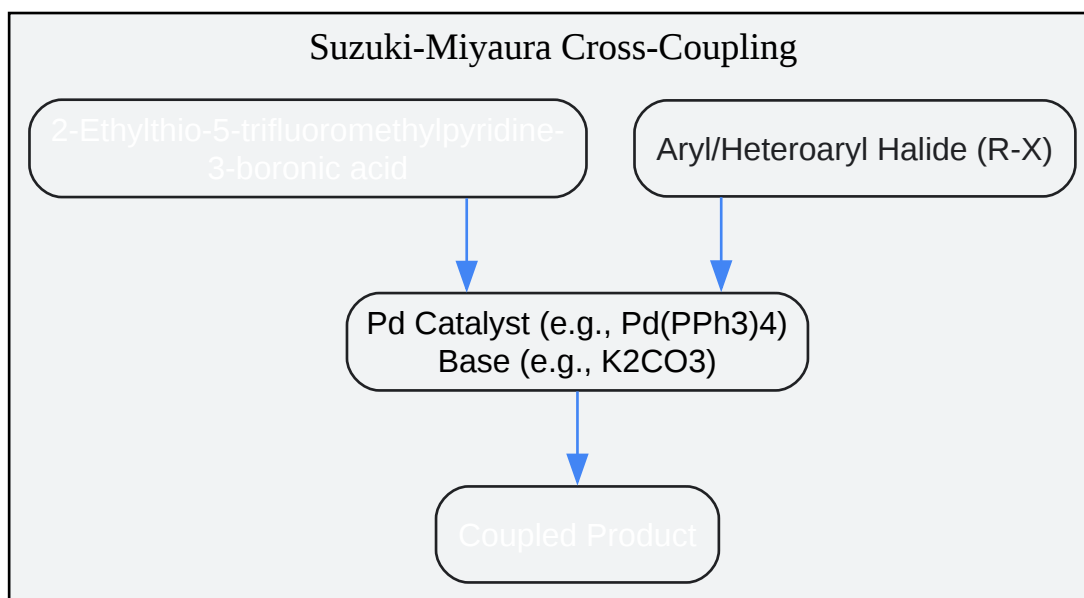 Suzuki-Miyaura Cross-Coupling
2-Ethylthio-5-trifluoromethylpyridine-
3-boronic acid
Aryl/Heteroaryl Halide (R-X)
Pd Catalyst (e.g., Pd(PPh3)4)
Base (e.g., K2CO3)
Coupled Product